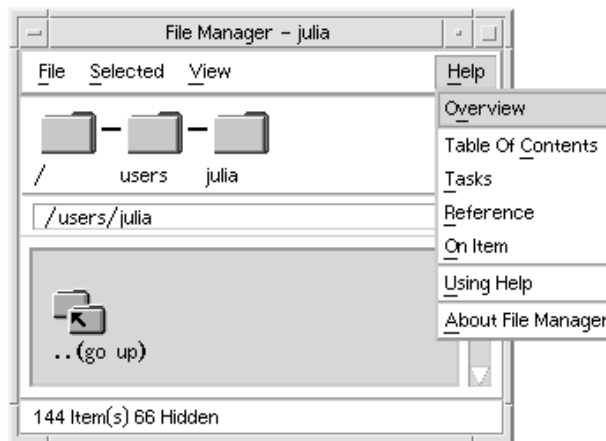 File Manager - julia
File Selected View Help
Overview
Table Of Contents
Tasks
Reference
On Item
Using Help
About File Manager
/ users julia
/users/julia
..(go up)
144 Item(s) 66 Hidden